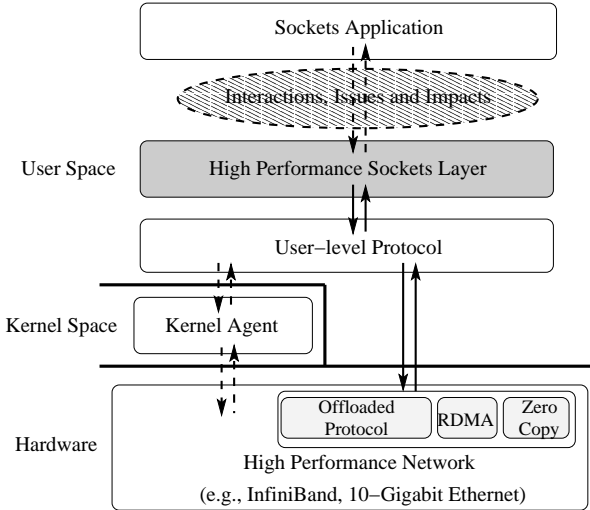 Sockets Application
Interactions, Issues and Impacts
User Space
High Performance Sockets Layer
User−level Protocol
Kernel Space
Kernel Agent
Hardware
Offloaded
Protocol
RDMA
Zero
Copy
High Performance Network
(e.g., InfiniBand, 10−Gigabit Ethernet)